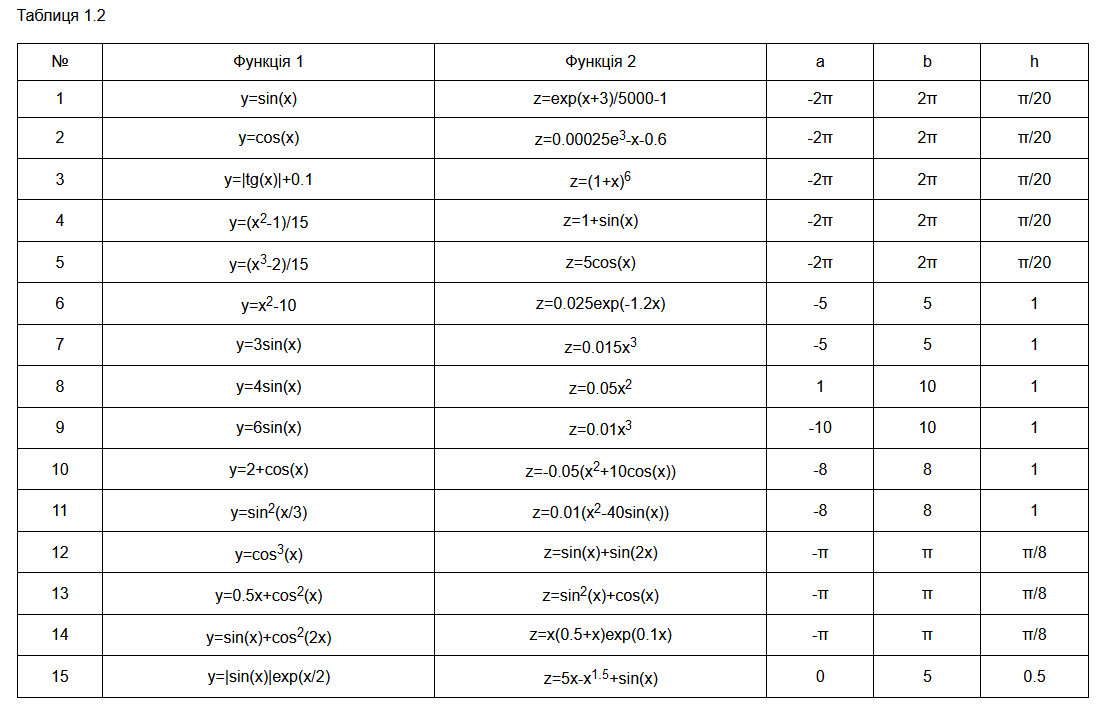 Таблиця 1.2
№ Функція 1 Функція 2 a b h
1 y=sin(x) z=exp(x+3)/5000-1 -2π 2π π/20
2 y=cos(x) z=0.00025e³-x-0.6 -2π 2π π/20
3 y=|tg(x)|+0.1 z=(1+x)⁶ -2π 2π π/20
4 y=(x²-1)/15 z=1+sin(x) -2π 2π π/20
5 y=(x³-2)/15 z=5cos(x) -2π 2π π/20
6 y=x²-10 z=0.025exp(-1.2x) -5 5 1
7 y=3sin(x) z=0.015x³ -5 5 1
8 y=4sin(x) z=0.05x² 1 10 1
9 y=6sin(x) z=0.01x³ -10 10 1
10 y=2+cos(x) z=-0.05(x²+10cos(x)) -8 8 1
11 y=sin²(x/3) z=0.01(x²-40sin(x)) -8 8 1
12 y=cos³(x) z=sin(x)+sin(2x) -π π π/8
13 y=0.5x+cos²(x) z=sin²(x)+cos(x) -π π π/8
14 y=sin(x)+cos²(2x) z=x(0.5+x)exp(0.1x) -π π π/8
15 y=|sin(x)|exp(x/2) z=5x-x¹·⁵+sin(x) 0 5 0.5